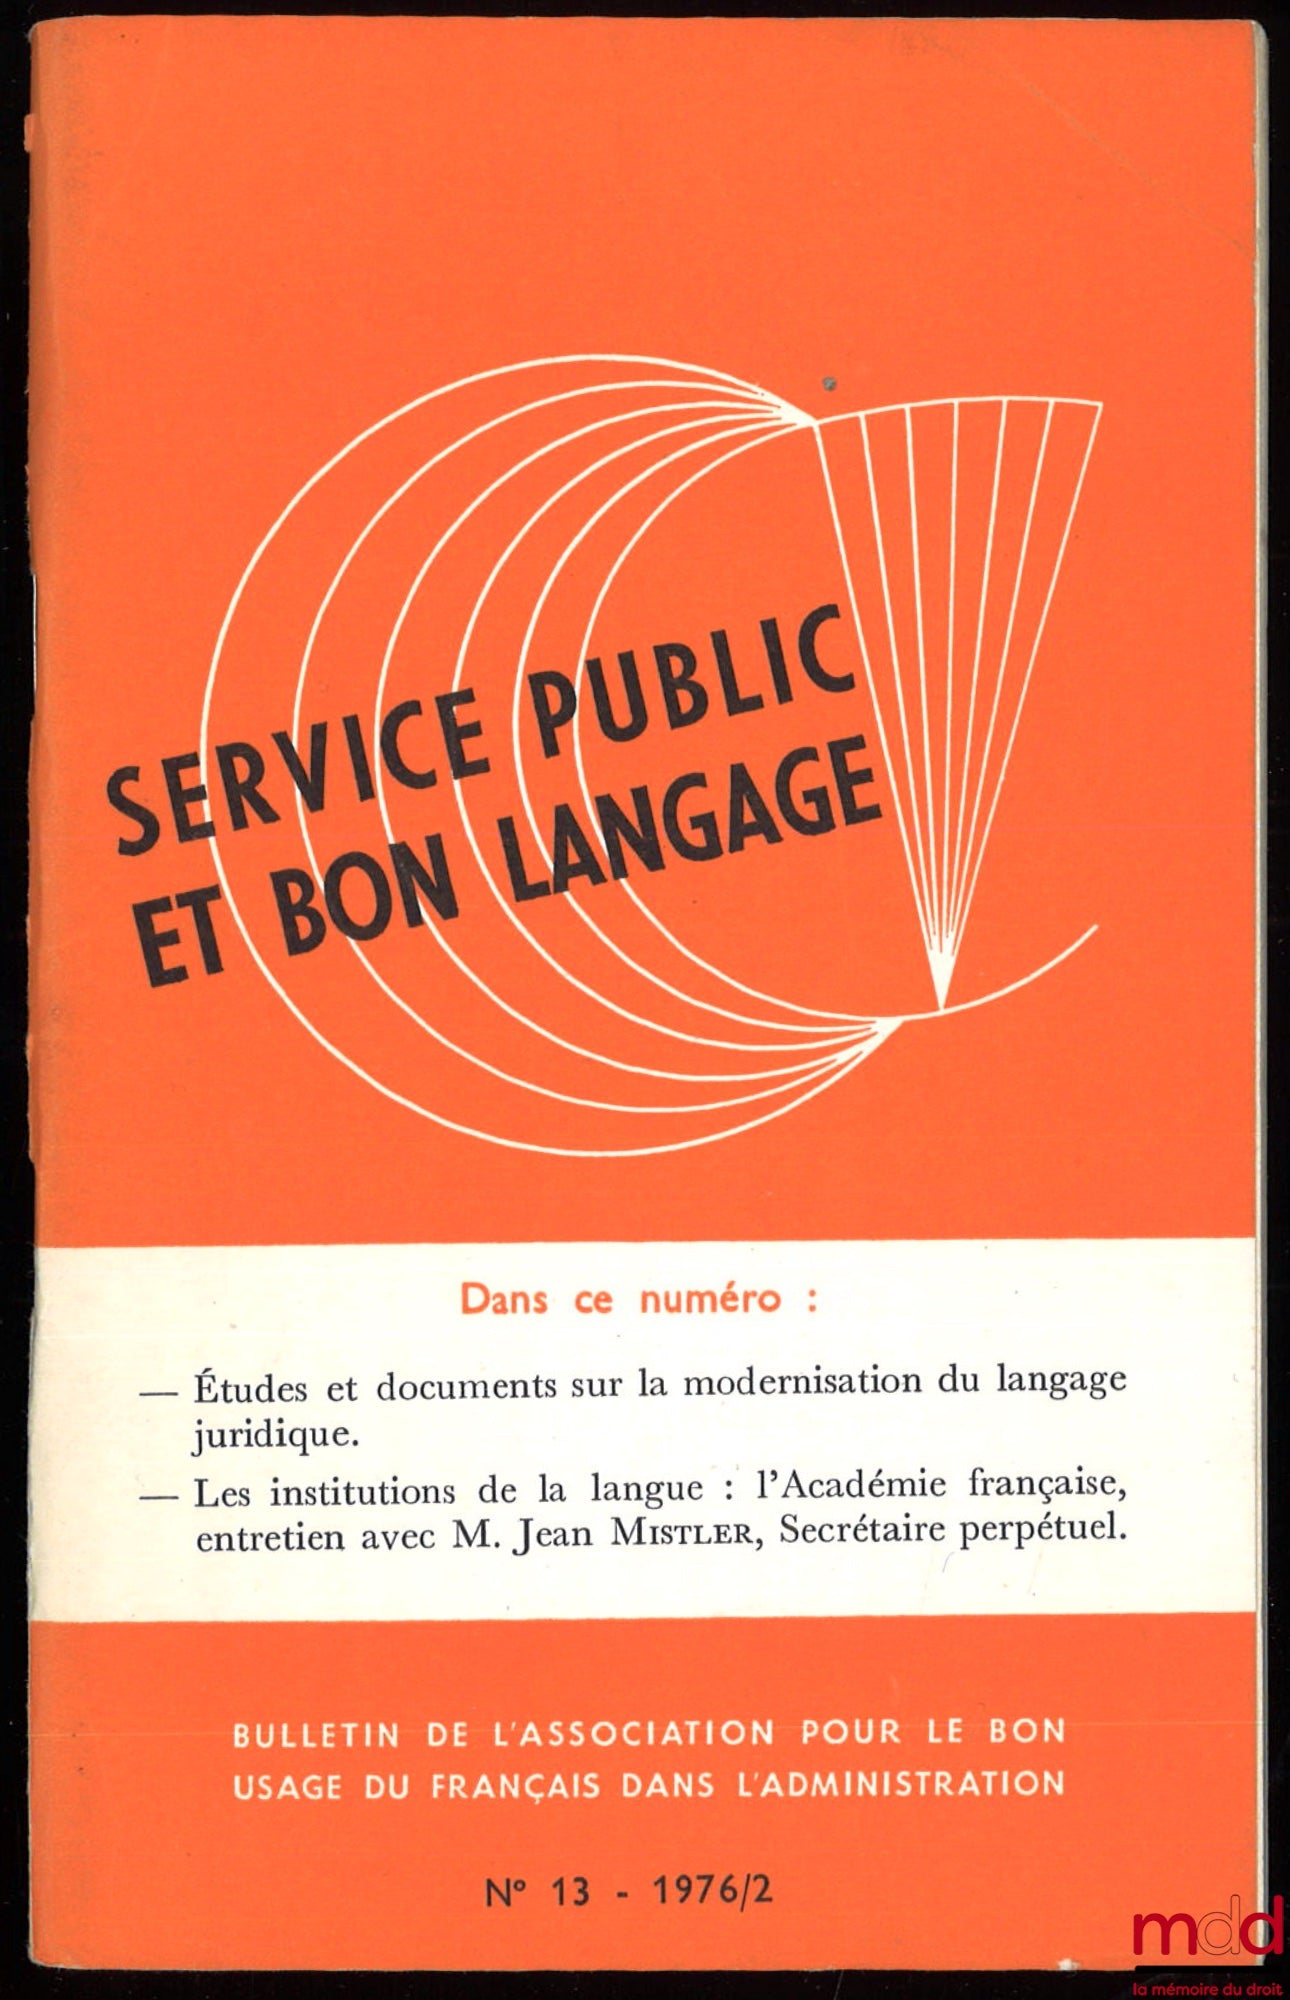 SERVICE PUBLIC
ET BON LANGAGE
Dans ce numéro :
— Études et documents sur la modernisation du langage
juridique.
— Les institutions de la langue : l'Académie française,
entretien avec M. Jean MISTLER, Secrétaire perpétuel.
BULLETIN DE L'ASSOCIATION POUR LE BON
USAGE DU FRANÇAIS DANS L'ADMINISTRATION
N° 13 - 1976/2
mdd
la mémoire du droit